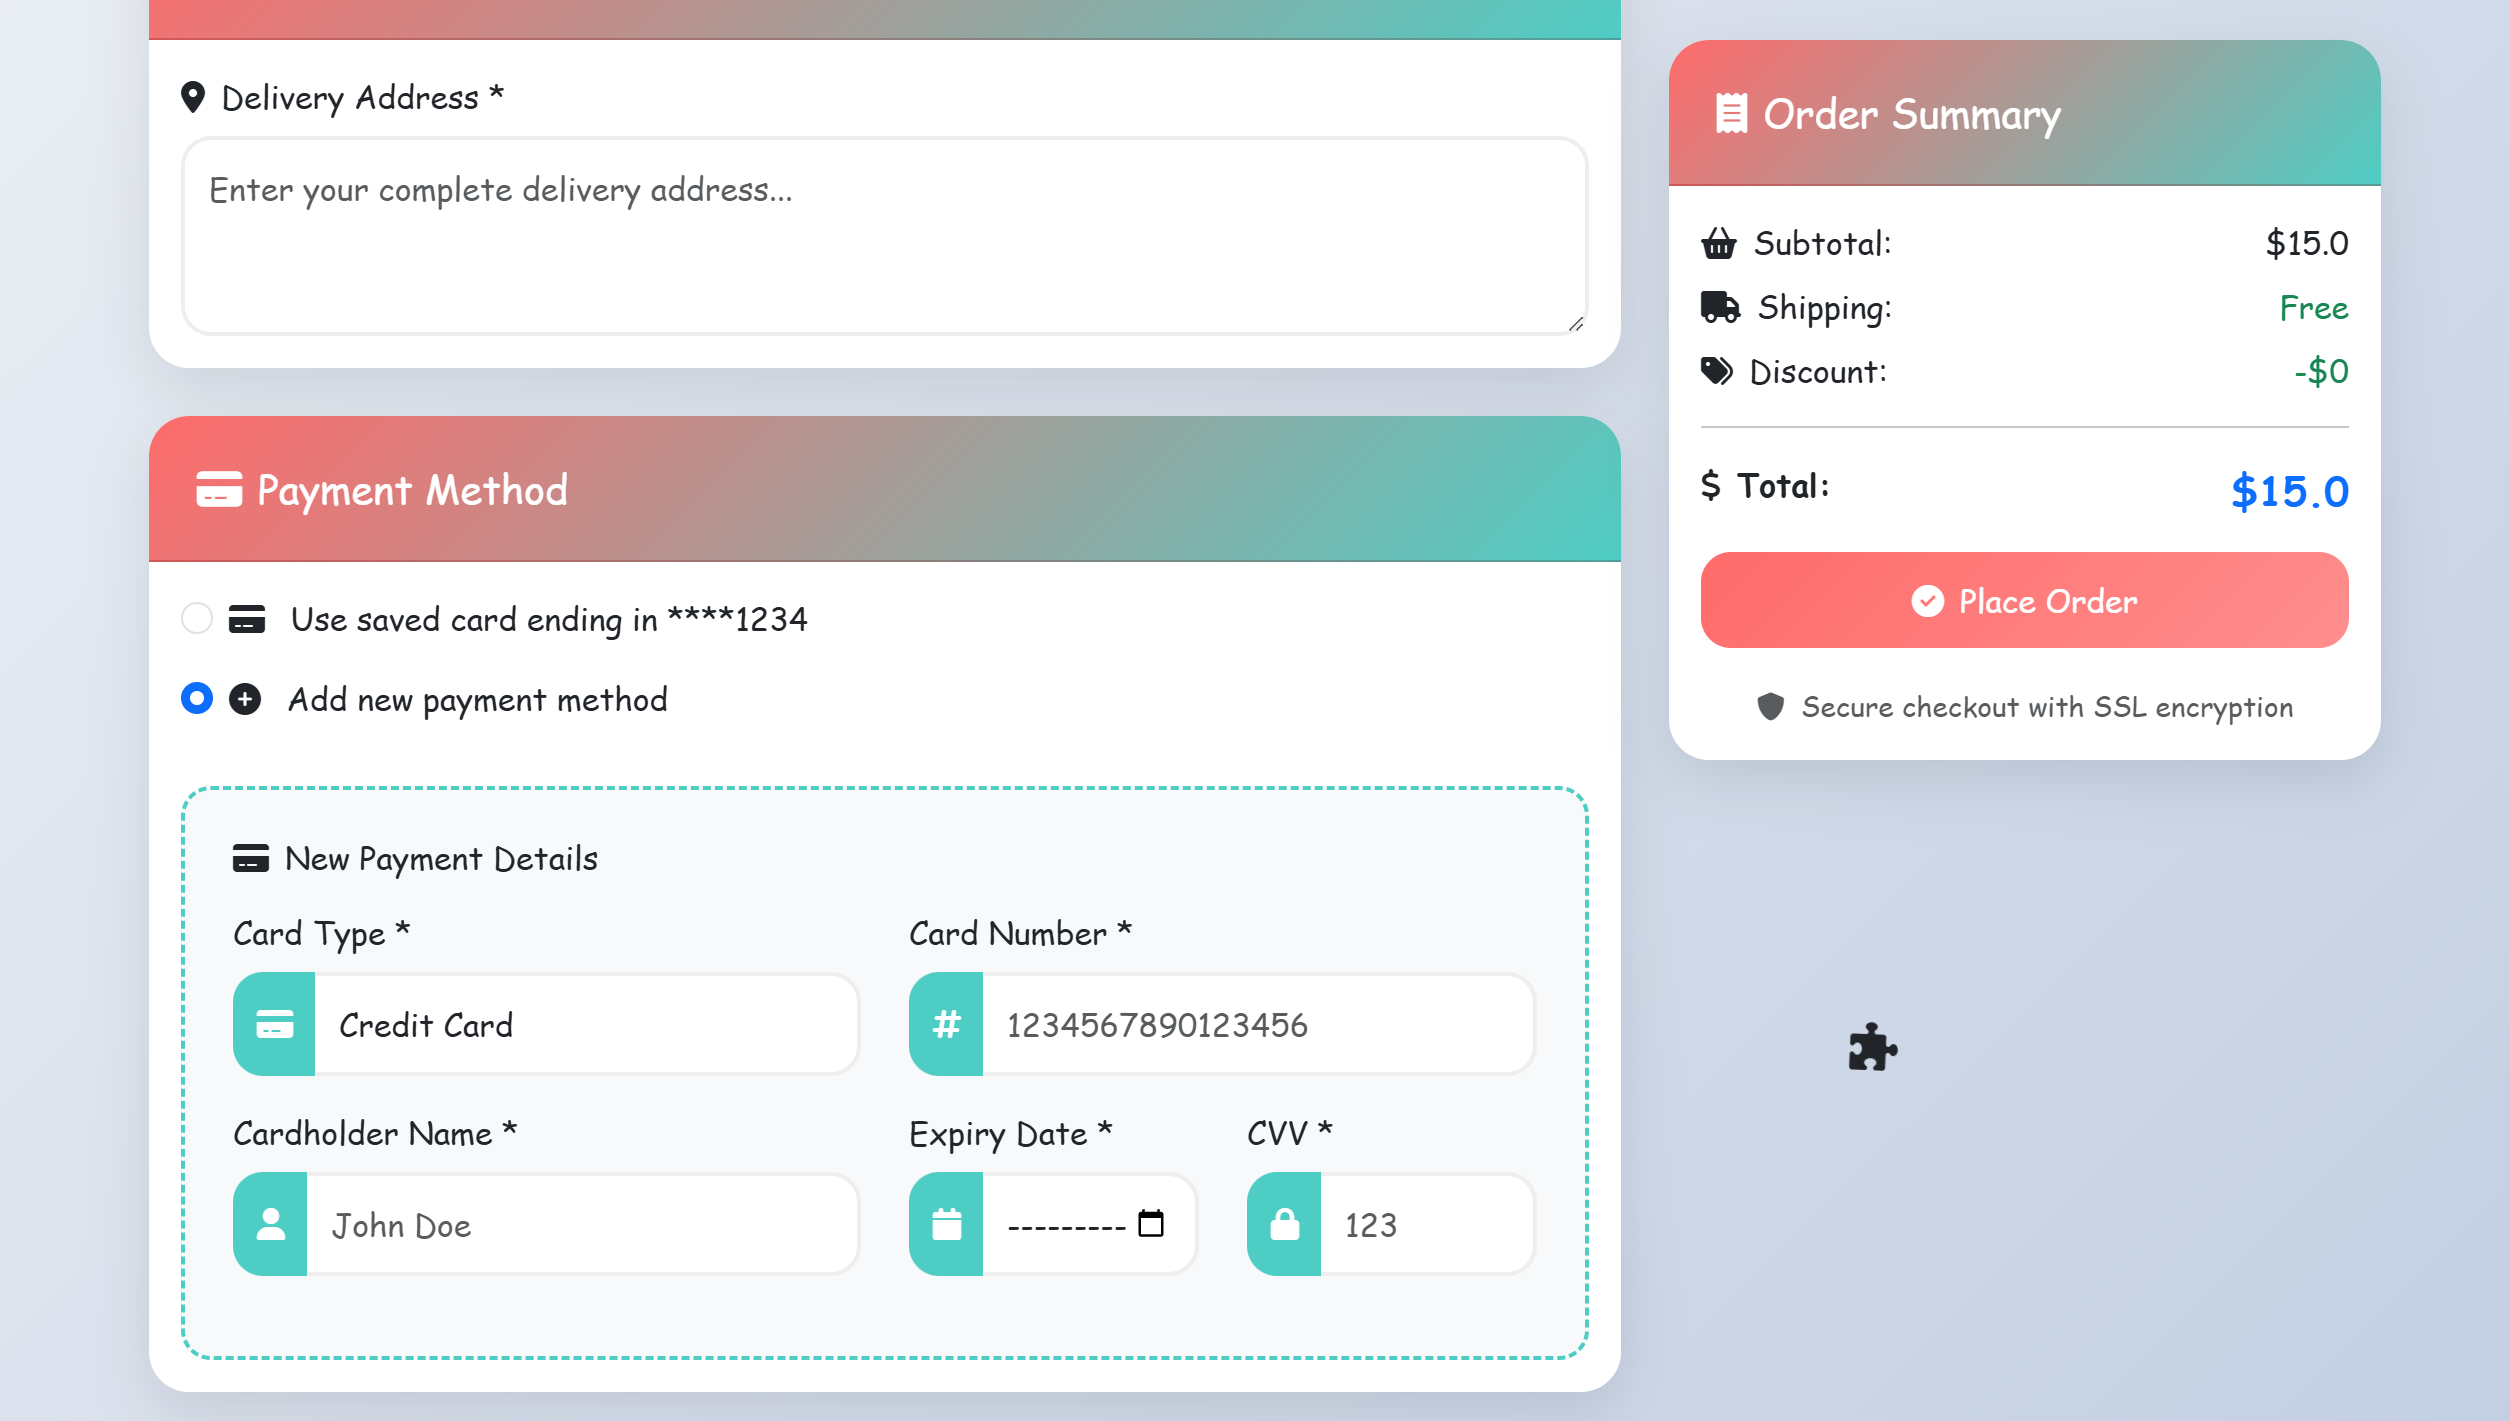 Delivery Address *
Enter your complete delivery address...
Payment Method
Use saved card ending in ****1234
Add new payment method
New Payment Details
Card Type *
Credit Card
Card Number *
1234567890123456
Cardholder Name *
John Doe
Expiry Date *
---------
CVV *
123
Order Summary
Subtotal: $15.0
Shipping: Free
Discount: -$0
$ Total: $15.0
Place Order
Secure checkout with SSL encryption